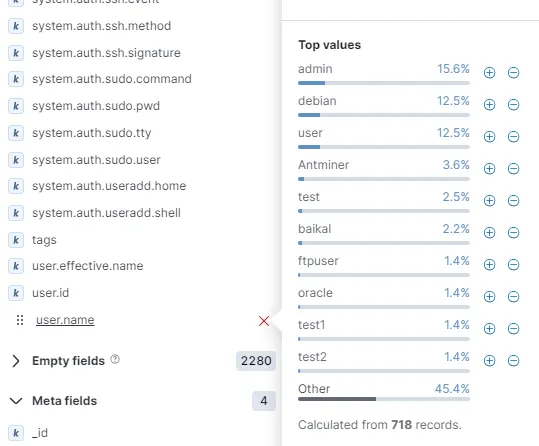 system.auth.ssh.event
system.auth.ssh.method
system.auth.ssh.signature
system.auth.sudo.command
system.auth.sudo.pwd
system.auth.sudo.tty
system.auth.sudo.user
system.auth.useradd.home
system.auth.useradd.shell
tags
user.effective.name
user.id
user.name
Empty fields 2280
Meta fields 4
_id
Top values
admin 15.6%
debian 12.5%
user 12.5%
Antminer 3.6%
test 2.5%
baikal 2.2%
ftpuser 1.4%
oracle 1.4%
test1 1.4%
test2 1.4%
Other 45.4%
Calculated from 718 records.